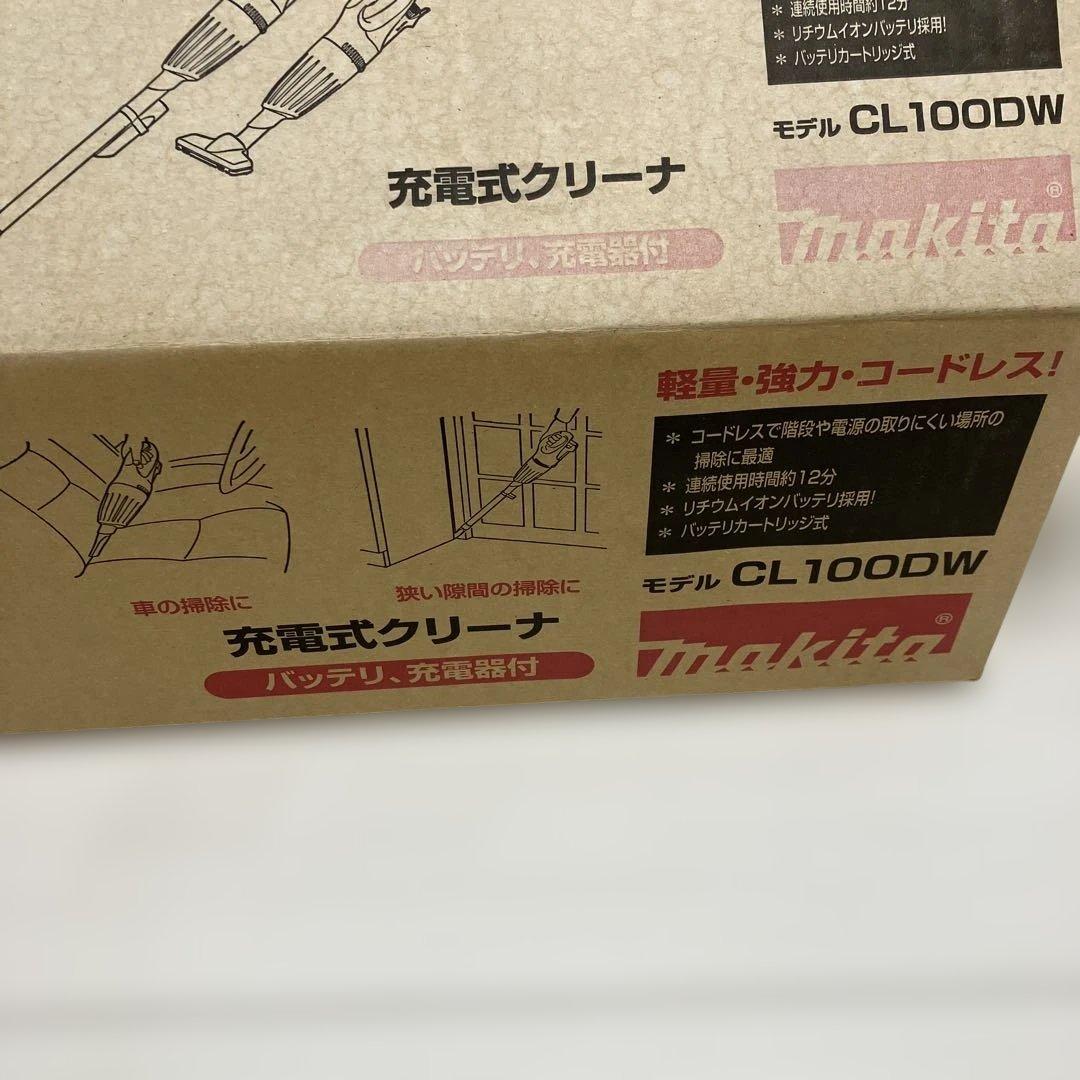 * 連続使用時間約12分
* リチウムイオンバッテリ採用!
* バッテリカートリッジ式
モデル CL100DW
充電式クリーナ
バッテリ、充電器付
makita®
軽量・強力・コードレス!
* コードレスで階段や電源の取りにくい場所の
掃除に最適
* 連続使用時間約12分
* リチウムイオンバッテリ採用!
* バッテリカートリッジ式
モデル CL100DW
車の掃除に
狭い隙間の掃除に
充電式クリーナ
バッテリ、充電器付
makita®